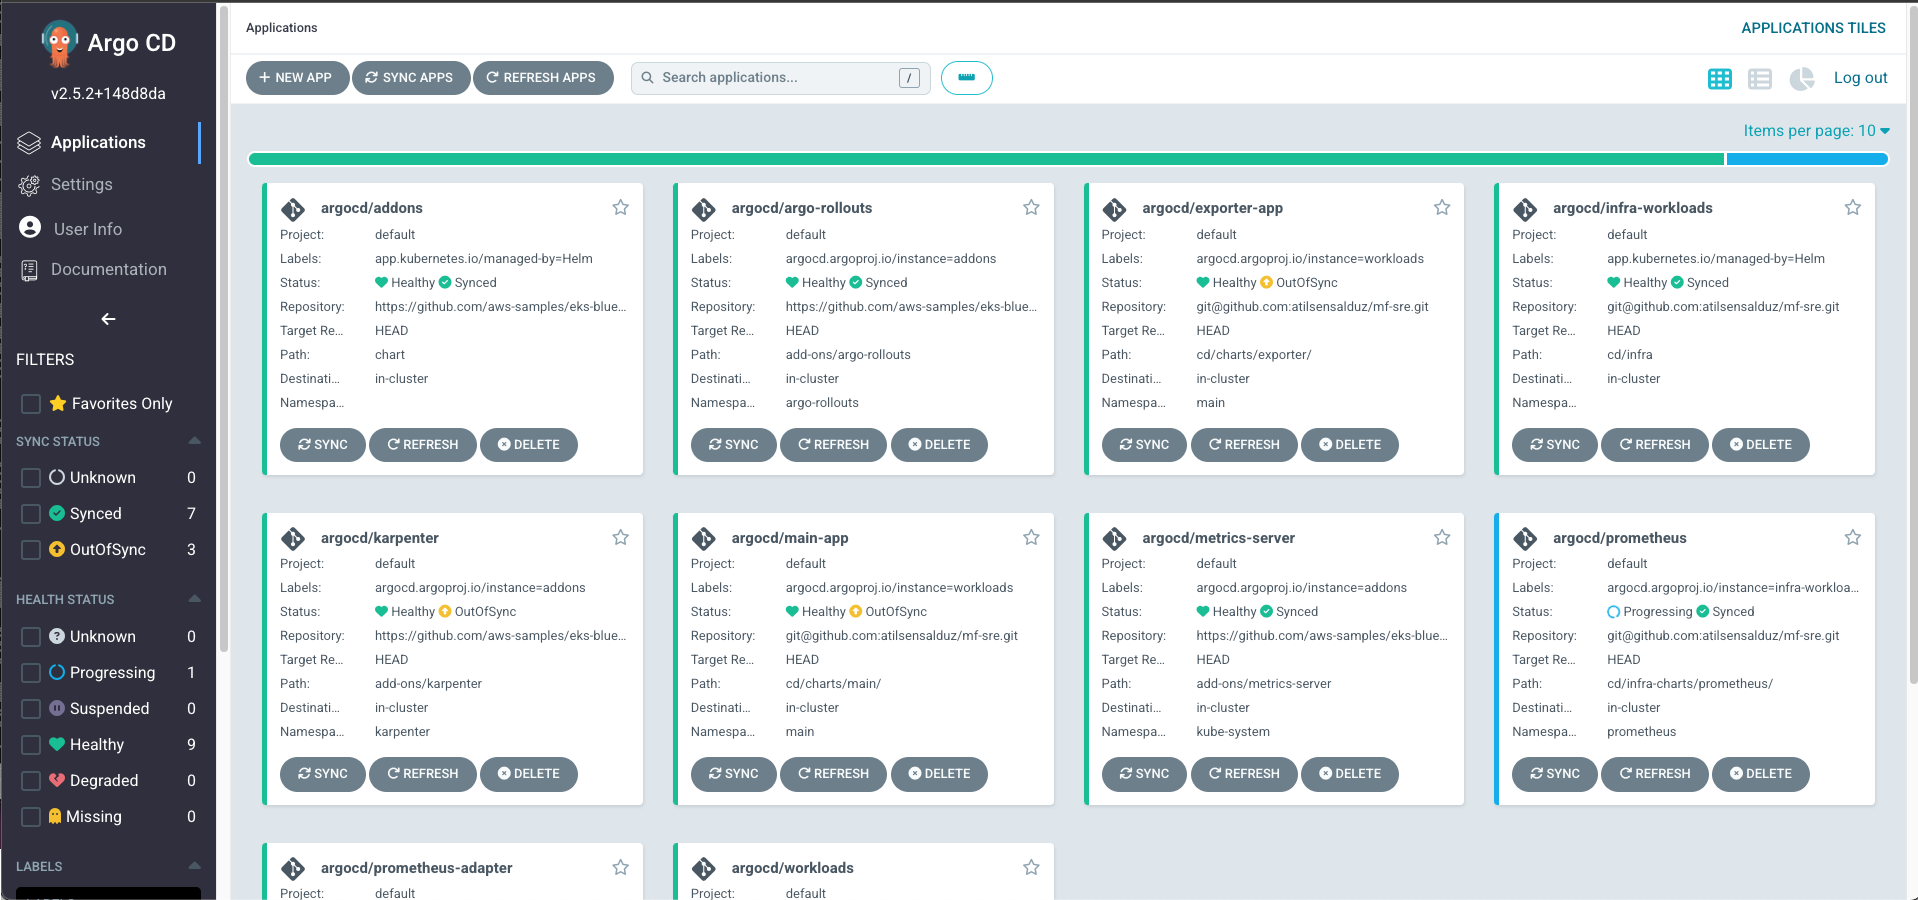 Argo CD
v2.5.2+148d8da
Applications
Settings
User Info
Documentation
FILTERS
Favorites Only
SYNC STATUS
Unknown 0
Synced 7
OutOfSync 3
HEALTH STATUS
Unknown 0
Progressing 1
Suspended 0
Healthy 9
Degraded 0
Missing 0
LABELS
Applications
APPLICATIONS TILES
NEW APP
SYNC APPS
REFRESH APPS
Search applications...
/
Log out
Items per page: 10
argocd/addons
Project: default
Labels: app.kubernetes.io/managed-by=Helm
Status: Healthy Synced
Repository: https://github.com/aws-samples/eks-blue...
Target Re... HEAD
Path: chart
Destinati... in-cluster
Namespa...
SYNC REFRESH DELETE
argocd/argo-rollouts
Project: default
Labels: argocd.argoproj.io/instance=addons
Status: Healthy Synced
Repository: https://github.com/aws-samples/eks-blue...
Target Re... HEAD
Path: add-ons/argo-rollouts
Destinati... in-cluster
Namespa... argo-rollouts
SYNC REFRESH DELETE
argocd/exporter-app
Project: default
Labels: argocd.argoproj.io/instance=workloads
Status: Healthy OutOfSync
Repository: git@github.com:atilsensalduz/mf-sre.git
Target Re... HEAD
Path: cd/charts/exporter/
Destinati... in-cluster
Namespa... main
SYNC REFRESH DELETE
argocd/infra-workloads
Project: default
Labels: app.kubernetes.io/managed-by=Helm
Status: Healthy Synced
Repository: git@github.com:atilsensalduz/mf-sre.git
Target Re... HEAD
Path: cd/infra
Destinati... in-cluster
Namespa...
SYNC REFRESH DELETE
argocd/karpenter
Project: default
Labels: argocd.argoproj.io/instance=addons
Status: Healthy OutOfSync
Repository: https://github.com/aws-samples/eks-blue...
Target Re... HEAD
Path: add-ons/karpenter
Destinati... in-cluster
Namespa... karpenter
SYNC REFRESH DELETE
argocd/main-app
Project: default
Labels: argocd.argoproj.io/instance=workloads
Status: Healthy OutOfSync
Repository: git@github.com:atilsensalduz/mf-sre.git
Target Re... HEAD
Path: cd/charts/main/
Destinati... in-cluster
Namespa... main
SYNC REFRESH DELETE
argocd/metrics-server
Project: default
Labels: argocd.argoproj.io/instance=addons
Status: Healthy Synced
Repository: https://github.com/aws-samples/eks-blue...
Target Re... HEAD
Path: add-ons/metrics-server
Destinati... in-cluster
Namespa... kube-system
SYNC REFRESH DELETE
argocd/prometheus
Project: default
Labels: argocd.argoproj.io/instance=infra-workloa...
Status: Progressing Synced
Repository: git@github.com:atilsensalduz/mf-sre.git
Target Re... HEAD
Path: cd/infra-charts/prometheus/
Destinati... in-cluster
Namespa... prometheus
SYNC REFRESH DELETE
argocd/prometheus-adapter
Project: default
argocd/workloads
Project: default